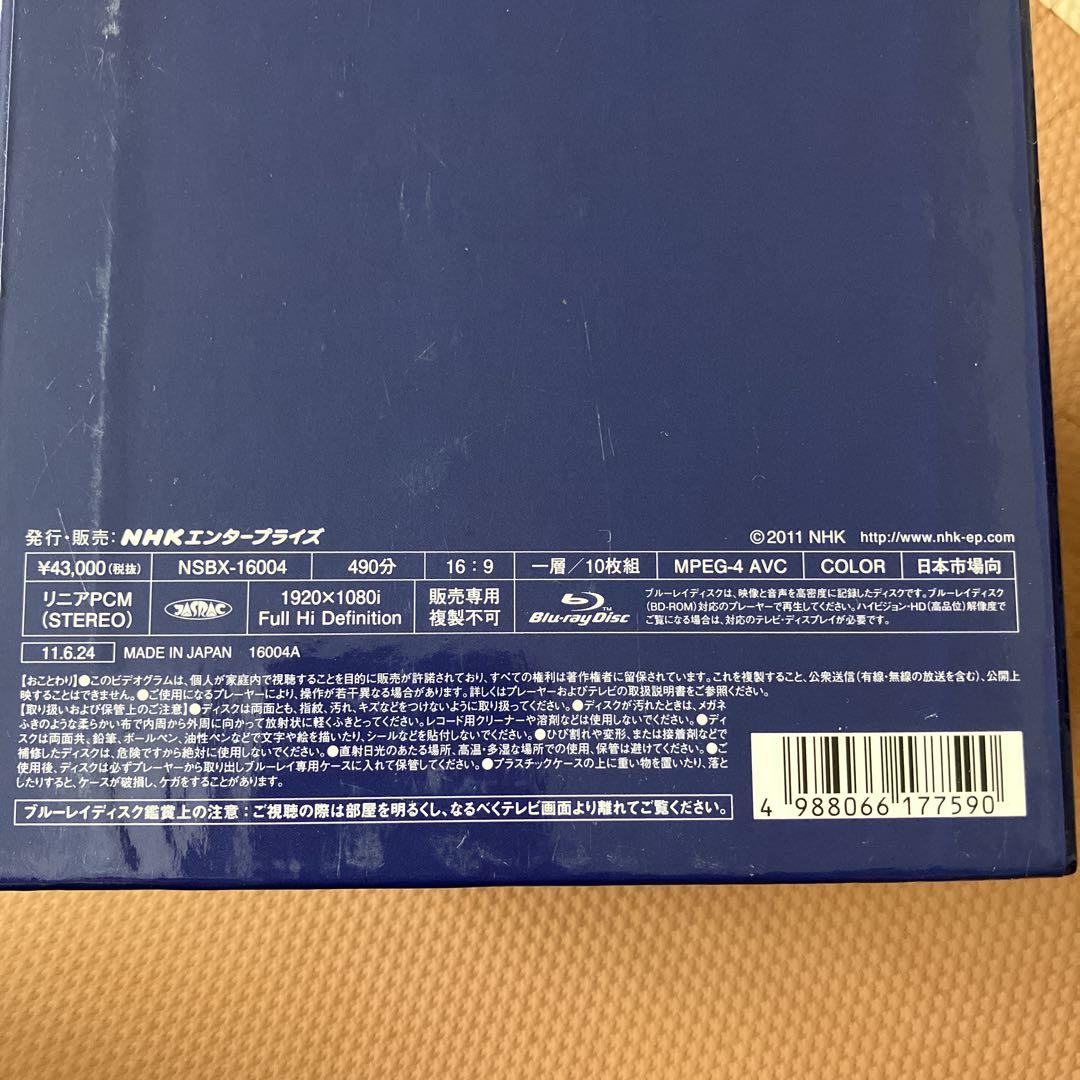 発行・販売：NHKエンタープライズ
©2011 NHK http://www.nhk-ep.com
¥43,000(税抜) NSBX-16004 490分 16：9 一層／10枚組 MPEG-4 AVC COLOR 日本市場向
リニアPCM (STEREO)
JASRAC
1920×1080i
Full Hi Definition
販売専用
複製不可
Blu-ray Disc™
ブルーレイディスクは、映像と音声を高密度に記録したディスクです。ブルーレイディスク
(BD-ROM)対応のプレーヤーで再生してください。ハイビジョン・HD(高品位)解像度で
ご覧になる場合は、対応のテレビ・ディスプレイが必要です。
11.6.24 MADE IN JAPAN 16004A
【おことわり】●このビデオグラムは、個人が家庭内で視聴することを目的に販売が許諾されており、すべての権利は著作権者に留保されています。これを複製すること、公衆送信(有線・無線の放送を含む)、公開上
映することはできません。●ご使用になるプレーヤーにより、操作が若干異なる場合があります。詳しくはプレーヤーおよびテレビの取扱説明書をご参照ください。
【取り扱いおよび保管上のご注意】●ディスクは両面とも、指紋、汚れ、キズなどをつけないように取り扱ってください。●ディスクが汚れたときは、メガネ
ふきのような柔らかい布で内周から外周に向かって放射状に軽くふきとってください。レコード用クリーナーや溶剤などは使用しないでください。●ディ
スクは両面共、鉛筆、ボールペン、油性ペンなどで文字や絵を描いたり、シールなどを貼付しないでください。●ひび割れや変形、または接着剤などで
補修したディスクは、危険ですから絶対に使用しないでください。●直射日光のあたる場所、高温・多湿な場所での使用、保管は避けてください。●ご
使用後、ディスクは必ずプレーヤーから取り出しブルーレイ専用ケースに入れて保管してください。●プラスチックケースの上に重い物を置いたり、落と
したりすると、ケースが破損し、ケガをすることがあります。
ブルーレイディスク鑑賞上の注意：ご視聴の際は部屋を明るくし、なるべくテレビ画面より離れてご覧ください。
4 988066 177590